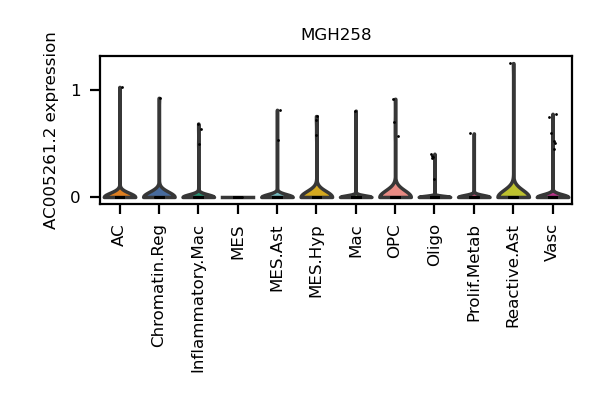 MGH258
AC005261.2 expression
1
0
AC
Chromatin.Reg
Inflammatory.Mac
MES
MES.Ast
MES.Hyp
Mac
OPC
Oligo
Prolif.Metab
Reactive.Ast
Vasc